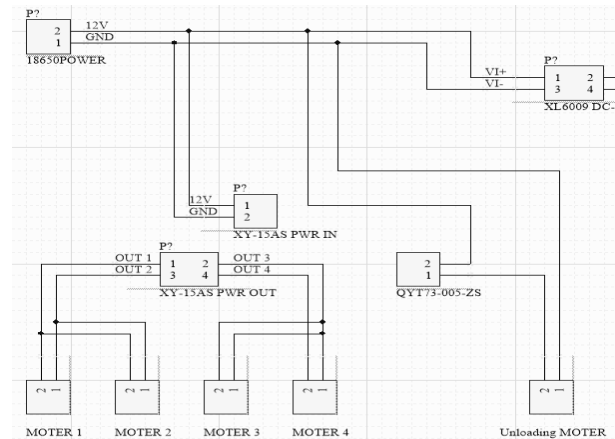 P?
2 12V
1 GND
18650POWER
P?
VI+ 1 2
VI- 3 4
XL6009 DC-
P?
12V 1
GND 2
XY-15AS PWR IN
P?
OUT 1 1 2 OUT 3
OUT 2 3 4 OUT 4
XY-15AS PWR OUT
2
1
QYT73-005-ZS
2 1
MOTER 1
2 1
MOTER 2
2 1
MOTER 3
2 1
MOTER 4
2 1
Unloading MOTER